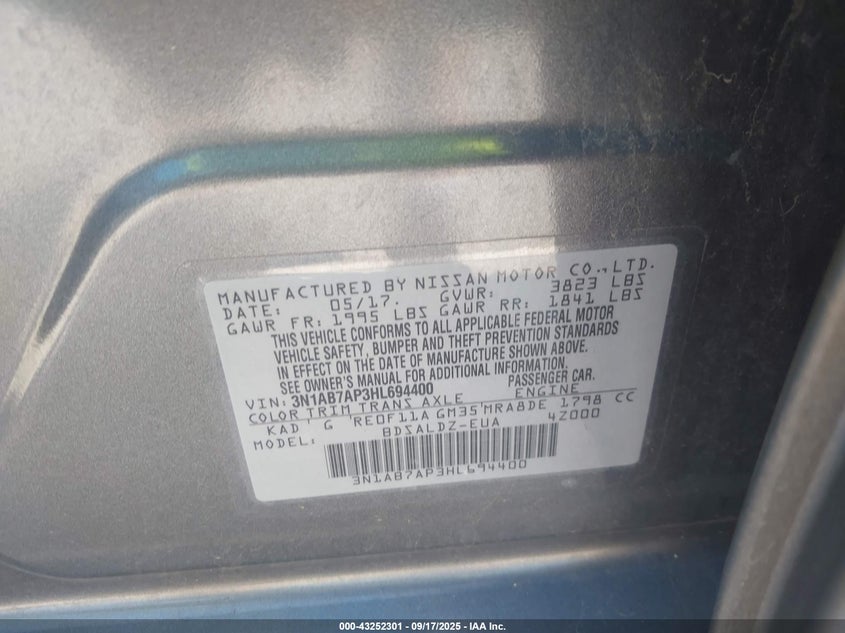 MANUFACTURED BY NISSAN MOTOR CO., LTD.
DATE: 05/17. GVWR: 3823 LBS
GAWR FR: 1995 LBS GAWR RR: 1841 LBS
THIS VEHICLE CONFORMS TO ALL APPLICABLE FEDERAL MOTOR
VEHICLE SAFETY, BUMPER AND THEFT PREVENTION STANDARDS
IN EFFECT ON THE DATE OF MANUFACTURE SHOWN ABOVE.
SEE OWNER'S MANUAL FOR ADDITIONAL INFORMATION.
VIN: 3N1AB7AP3HL694400 PASSENGER CAR.
COLOR TRIM TRANS AXLE ENGINE
KAD G RE0F11A GM35 MRA8DE 1798 CC
MODEL: BDSALDZ-EUA 4Z000
3N1AB7AP3HL694400
000-43252301 - 09/17/2025 - IAA Inc.